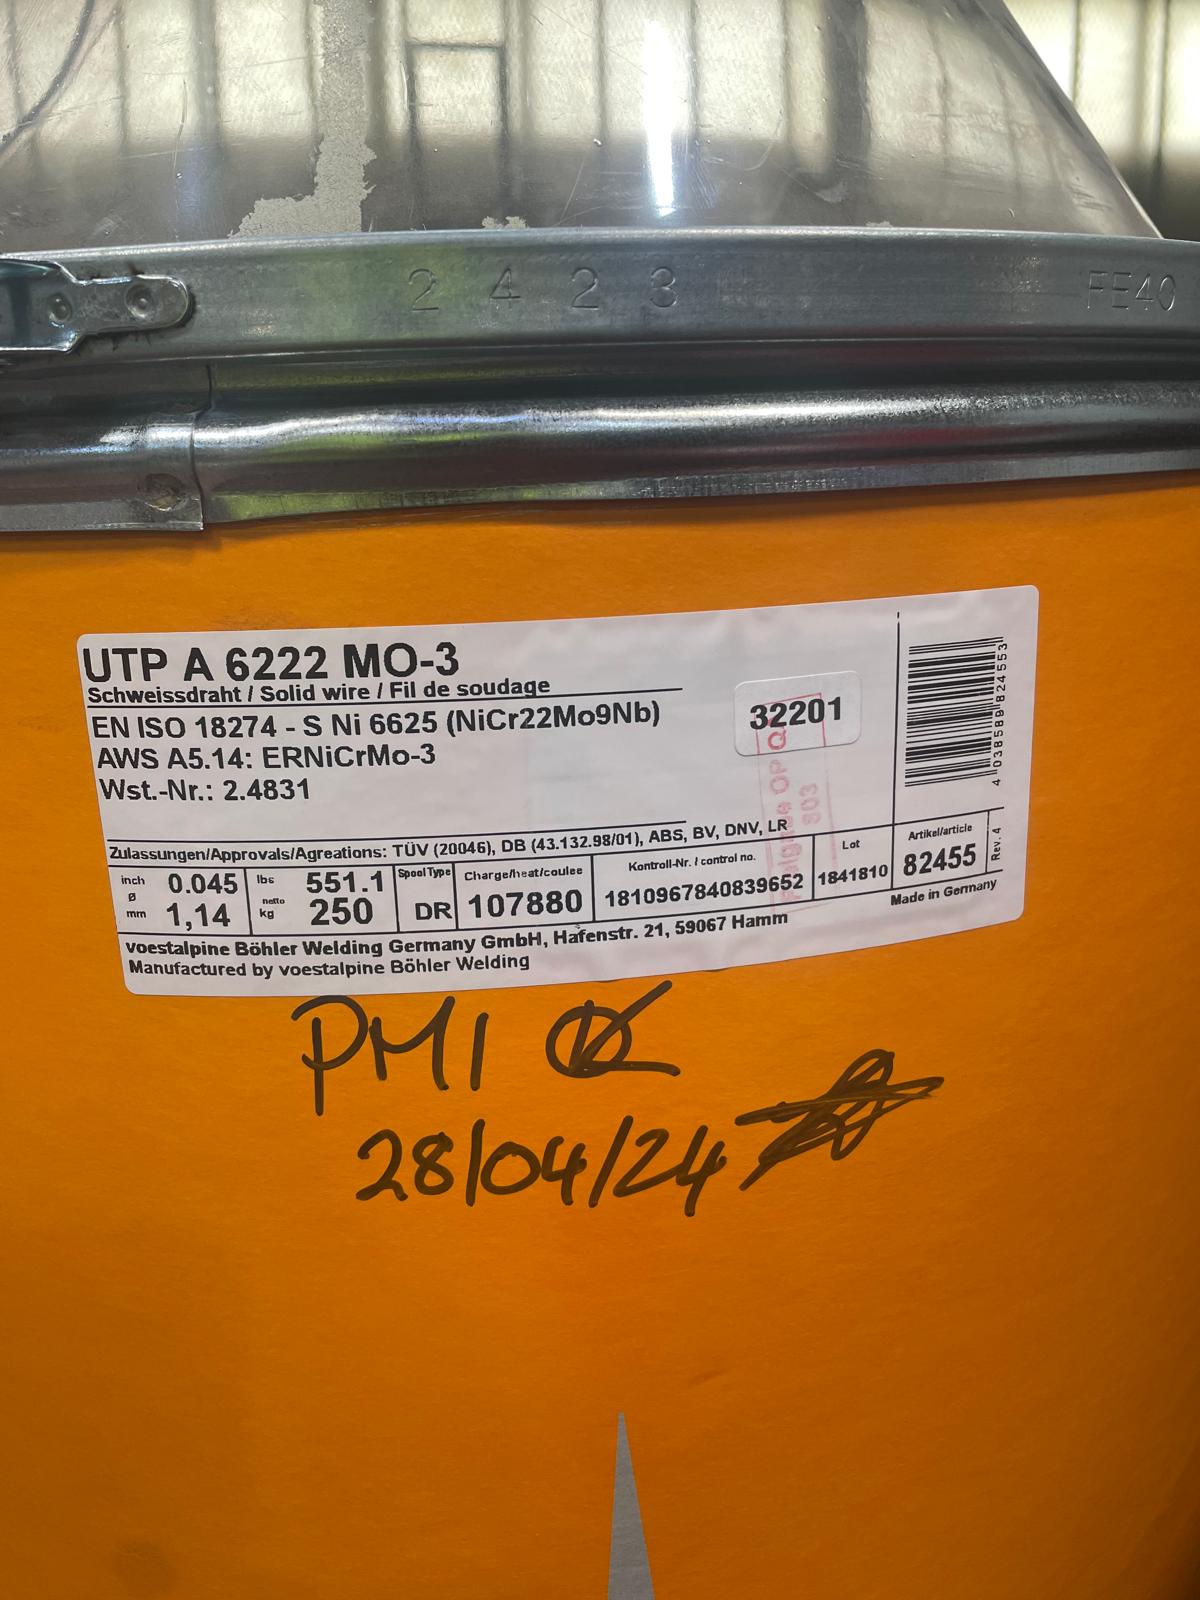 2 4 2 3 FE40
UTP A 6222 MO-3
Schweissdraht / Solid wire / Fil de soudage
EN ISO 18274 - S Ni 6625 (NiCr22Mo9Nb)
AWS A5.14: ERNiCrMo-3
Wst.-Nr.: 2.4831
32201
OP Q
803
4 038589 824553
Zulassungen/Approvals/Agreations: TÜV (20046), DB (43.132.98/01), ABS, BV, DNV, LR
inch 0.045
ø
mm 1,14
lbs 551.1
netto
kg 250
Spool Type
DR
Charge/heat/coulee
107880
Kontroll-Nr. / control no.
1810967840839652
Lot
1841810
Artikel/article
82455
Rev. 4
Made in Germany
voestalpine Böhler Welding Germany GmbH, Hafenstr. 21, 59067 Hamm
Manufactured by voestalpine Böhler Welding
PMI OK
28/04/24